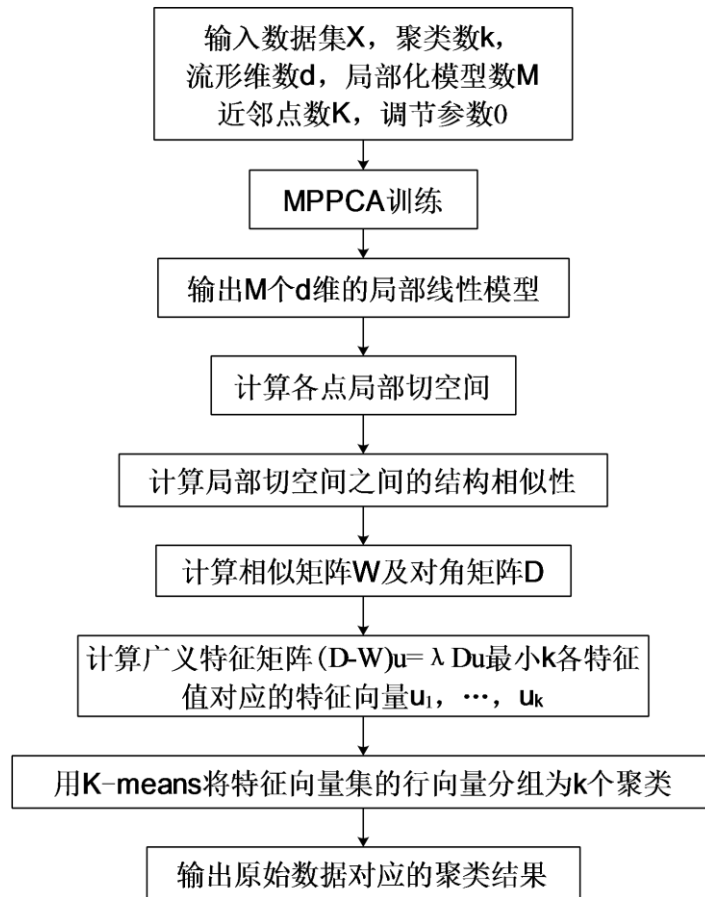 输入数据集X，聚类数k，
流形维数d，局部化模型数M
近邻点数K，调节参数0
MPPCA训练
输出M个d维的局部线性模型
计算各点局部切空间
计算局部切空间之间的结构相似性
计算相似矩阵W及对角矩阵D
计算广义特征矩阵(D-W)u=λDu最小k各特征
值对应的特征向量u₁，…，uₖ
用K-means将特征向量集的行向量分组为k个聚类
输出原始数据对应的聚类结果